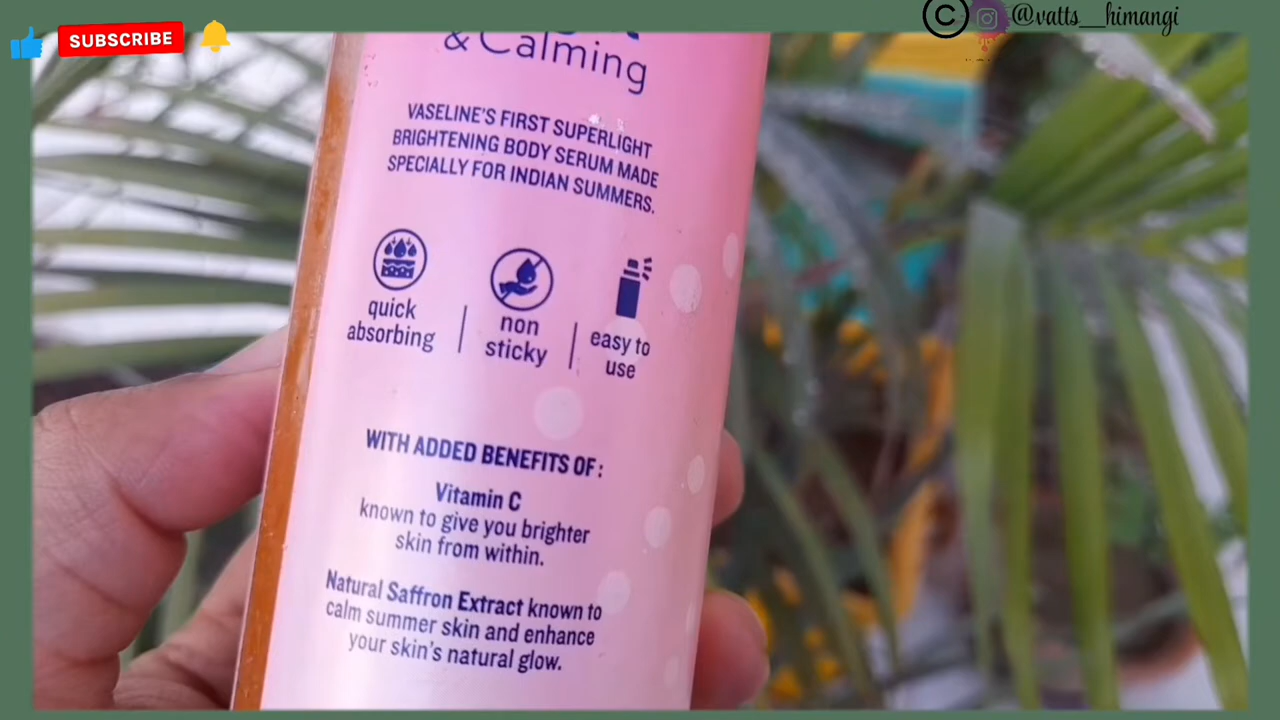 SUBSCRIBE
@vatts__himangi
& Calming
VASELINE'S FIRST SUPERLIGHT
BRIGHTENING BODY SERUM MADE
SPECIALLY FOR INDIAN SUMMERS.
quick
absorbing
non
sticky
easy to
use
WITH ADDED BENEFITS OF:
Vitamin C
known to give you brighter
skin from within.
Natural Saffron Extract known to
calm summer skin and enhance
your skin's natural glow.